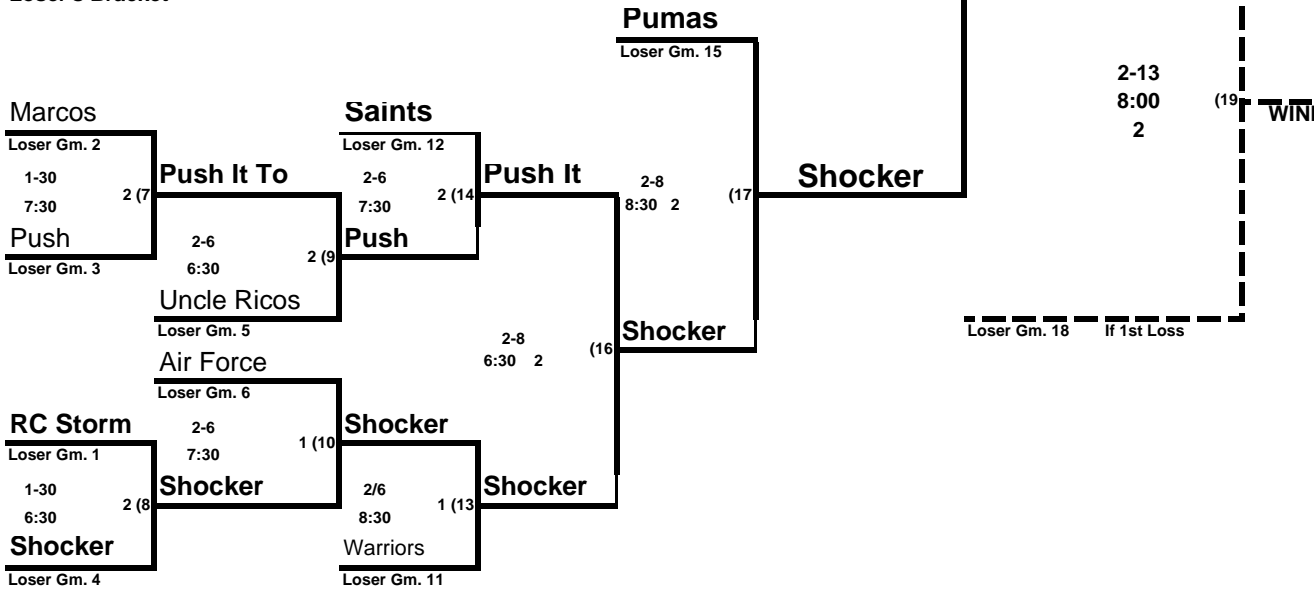 Pumas
Loser Gm. 15
2-13
Marcos
Saints
8:00 (19
2
Loser Gm. 2
Loser Gm. 12
1-30
Push It To
2-6
Push It
2-8
Shocker
7:30
2 (7
7:30
2 (14
8:30 2
(17
Push
2-6
Push
Loser Gm. 3
6:30
2 (9
Uncle Ricos
Loser Gm. 5
2-8
Shocker
Loser Gm. 18 If 1st Loss
6:30 2
(16
Air Force
Loser Gm. 6
RC Storm
2-6
Shocker
Loser Gm. 1
7:30
1 (10
1-30
Shocker
2/6
Shocker
6:30
2 (8
8:30
1 (13
Shocker
Warriors
Loser Gm. 4
Loser Gm. 11